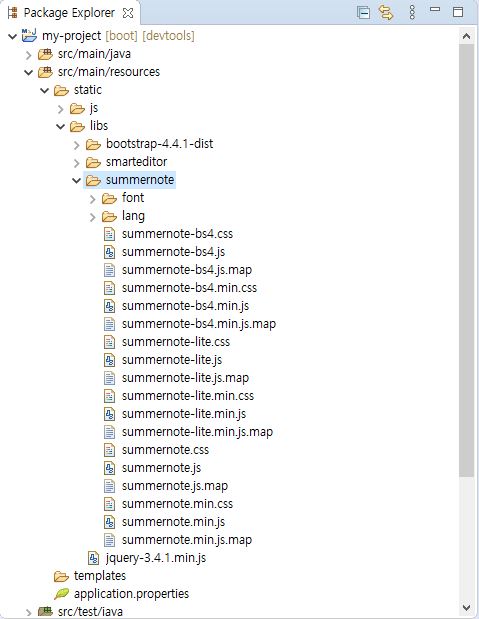 Package Explorer
my-project [boot] [devtools]
src/main/java
src/main/resources
static
js
libs
bootstrap-4.4.1-dist
smarteditor
summernote
font
lang
summernote-bs4.css
summernote-bs4.js
summernote-bs4.js.map
summernote-bs4.min.css
summernote-bs4.min.js
summernote-bs4.min.js.map
summernote-lite.css
summernote-lite.js
summernote-lite.js.map
summernote-lite.min.css
summernote-lite.min.js
summernote-lite.min.js.map
summernote.css
summernote.js
summernote.js.map
summernote.min.css
summernote.min.js
summernote.min.js.map
jquery-3.4.1.min.js
templates
application.properties
src/test/java